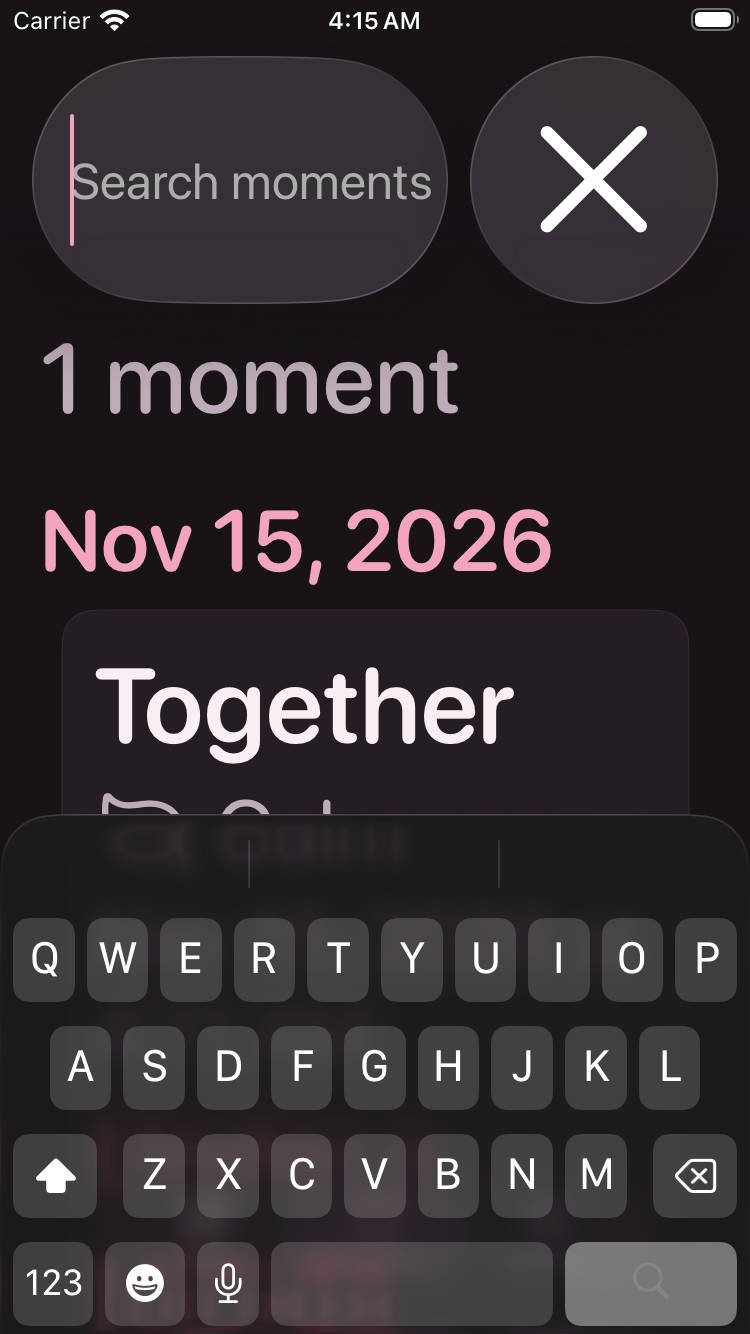 Carrier 4:15 AM
Search moments
1 moment
Nov 15, 2026
Together
Q W E R T Y U I O P
A S D F G H J K L
Z X C V B N M
123